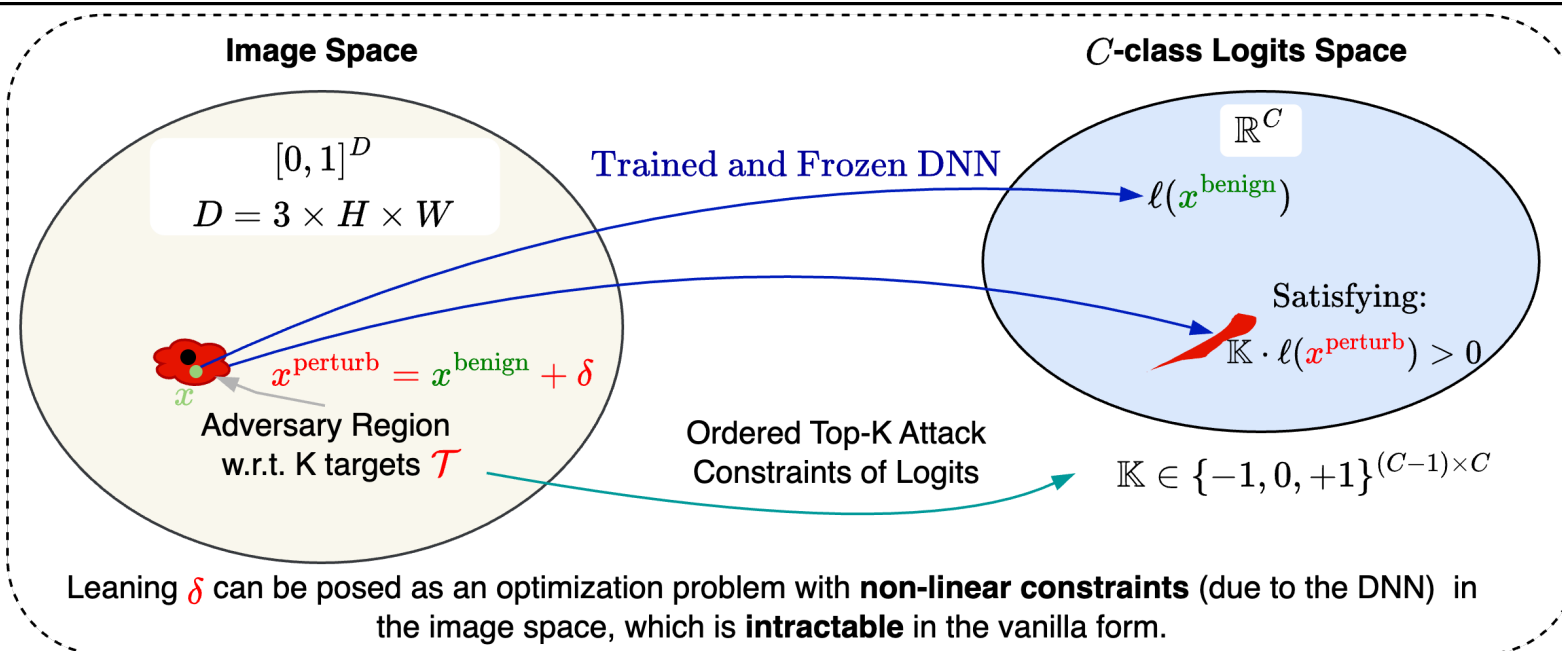 Image Space
C-class Logits Space
[0, 1]^D
D = 3 × H × W
ℝ^C
Trained and Frozen DNN
ℓ(x^benign)
Satisfying:
𝕂 · ℓ(x^perturb) > 0
x^perturb = x^benign + δ
x
Adversary Region
w.r.t. K targets 𝒯
Ordered Top-K Attack
Constraints of Logits
𝕂 ∈ {−1, 0, +1}^(C−1)×C
Leaning δ can be posed as an optimization problem with non-linear constraints (due to the DNN) in
the image space, which is intractable in the vanilla form.